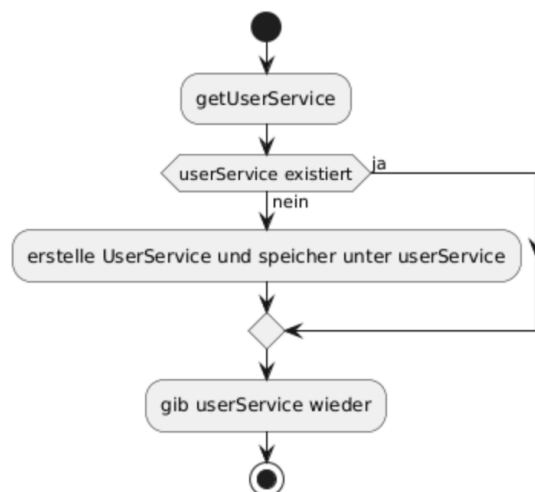 getUserService
userService existiert
ja
nein
erstelle UserService und speicher unter userService
gib userService wieder